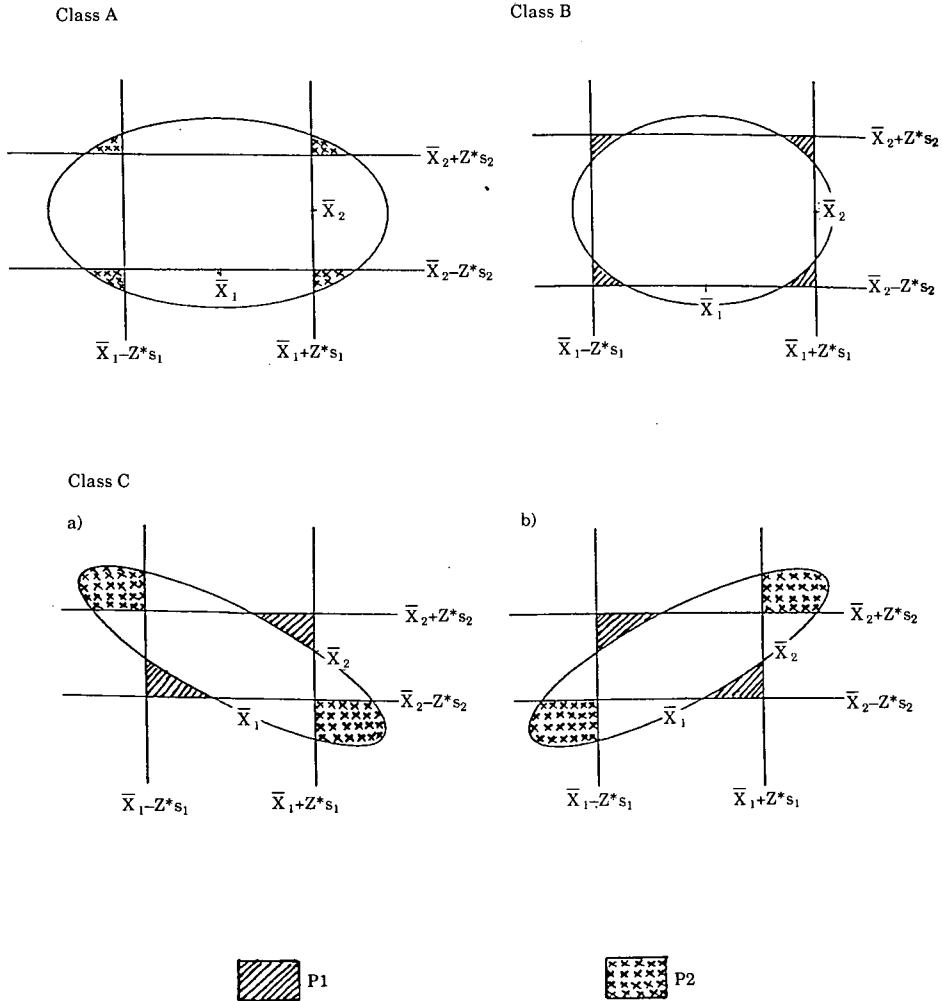 Class A
Class B
X̅₂+Z*s₂
X̅₂
X̅₂−Z*s₂
X̅₁
X̅₁−Z*s₁
X̅₁+Z*s₁
X̅₂+Z*s₂
X̅₂
X̅₂−Z*s₂
X̅₁
X̅₁−Z*s₁
X̅₁+Z*s₁
Class C
a)
b)
X̅₂+Z*s₂
X̅₂
X̅₂−Z*s₂
X̅₁
X̅₁−Z*s₁
X̅₁+Z*s₁
X̅₂+Z*s₂
X̅₂
X̅₂−Z*s₂
X̅₁
X̅₁−Z*s₁
X̅₁+Z*s₁
P1
P2